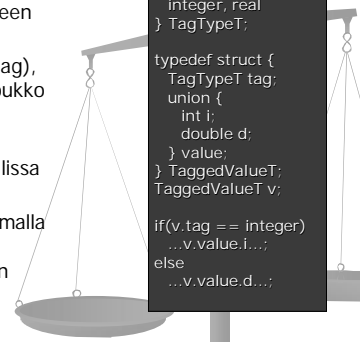 een
ag),
oukko
lissa
malla
n
integer, real
} TagTypeT;
typedef struct {
TagTypeT tag;
union {
int i;
double d;
} value;
} TaggedValueT;
TaggedValueT v;
if(v.tag == integer)
...v.value.i...;
else
...v.value.d...;